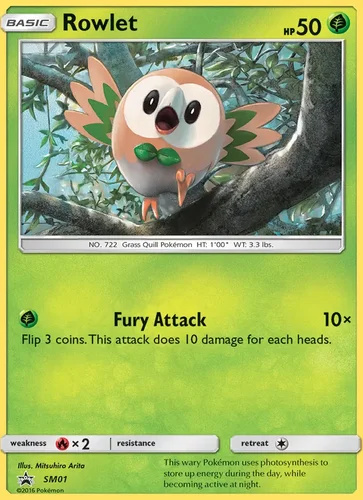 BASIC Rowlet HP50
NO. 722 Grass Quill Pokémon HT: 1'00" WT: 3.3 lbs.
Fury Attack 10×
Flip 3 coins. This attack does 10 damage for each heads.
weakness ×2 resistance retreat
Illus. Mitsuhiro Arita
SM01
©2016 Pokémon
This wary Pokémon uses photosynthesis to
store up energy during the day, while
becoming active at night.